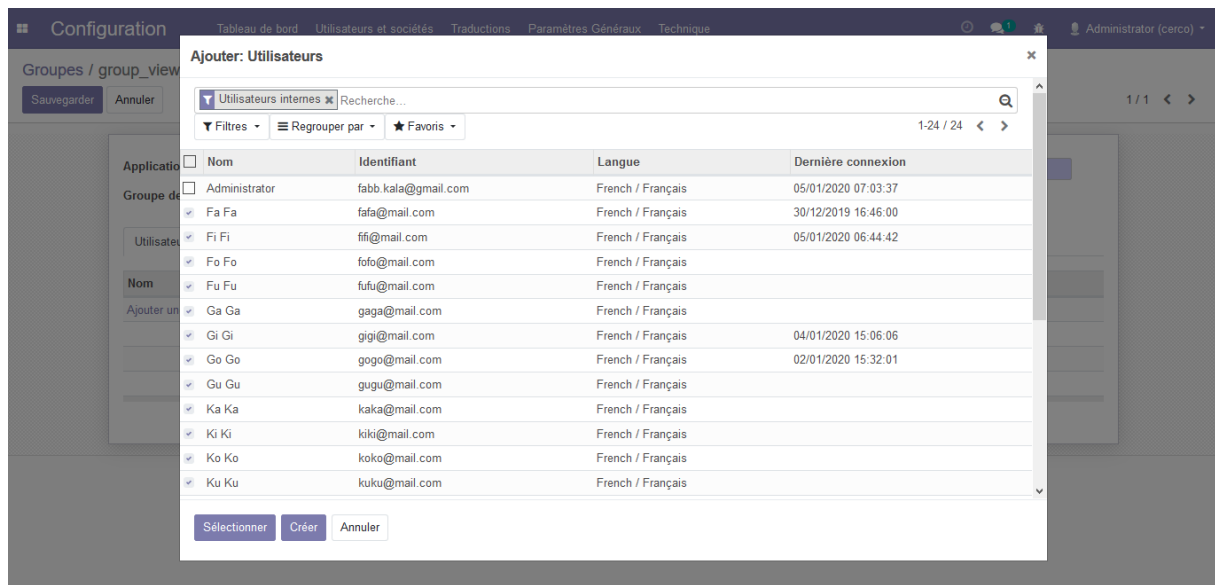 Configuration Tableau de bord Utilisateurs et sociétés Traductions Paramètres Généraux Technique 1 Administrator (cerco)
Groupes / group_view
Sauvegarder Annuler 1 / 1
Ajouter: Utilisateurs
Utilisateurs internes Recherche...
Filtres Regrouper par Favoris 1-24 / 24
Nom Identifiant Langue Dernière connexion
Administrator fabb.kala@gmail.com French / Français 05/01/2020 07:03:37
Fa Fa fafa@mail.com French / Français 30/12/2019 16:46:00
Fi Fi fifi@mail.com French / Français 05/01/2020 06:44:42
Fo Fo fofo@mail.com French / Français
Fu Fu fufu@mail.com French / Français
Ga Ga gaga@mail.com French / Français
Gi Gi gigi@mail.com French / Français 04/01/2020 15:06:06
Go Go gogo@mail.com French / Français 02/01/2020 15:32:01
Gu Gu gugu@mail.com French / Français
Ka Ka kaka@mail.com French / Français
Ki Ki kiki@mail.com French / Français
Ko Ko koko@mail.com French / Français
Ku Ku kuku@mail.com French / Français
Sélectionner Créer Annuler
Applicatio
Groupe de
Utilisateu
Nom
Ajouter un